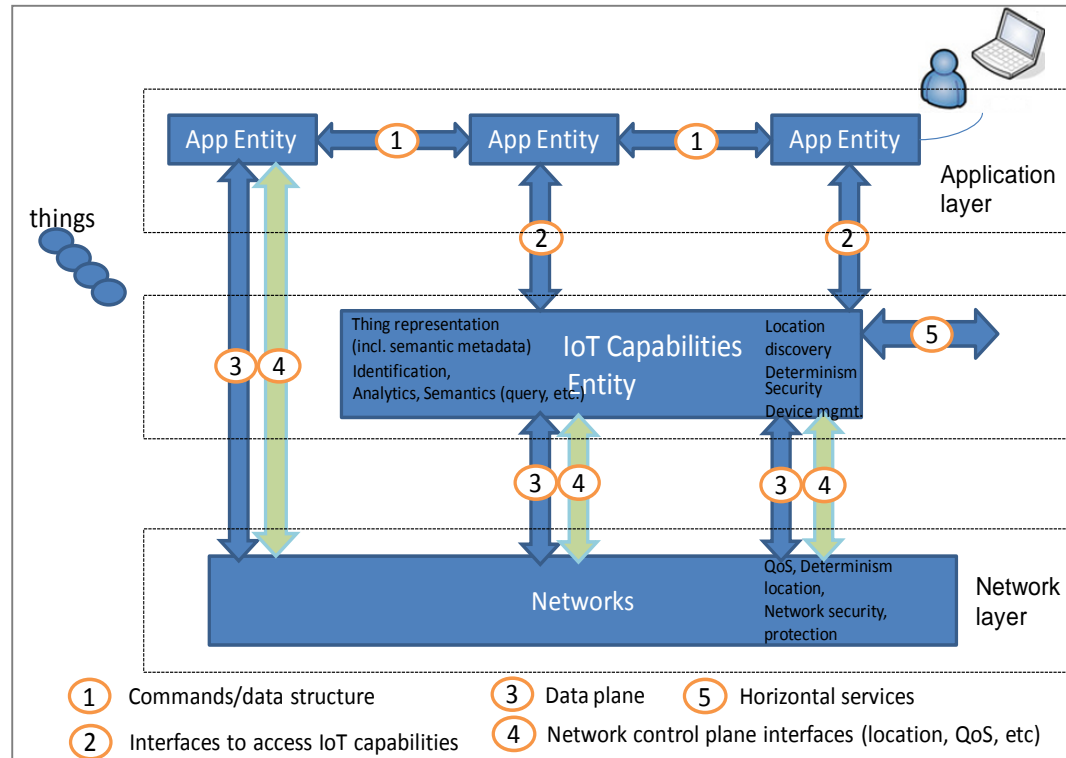 App Entity
1
App Entity
1
App Entity
Application
layer
things
2
2
Thing representation
(incl. semantic metadata)
Identification,
Analytics, Semantics (query, etc.)
IoT Capabilities
Entity
Location
discovery
Determinism
Security
Device mgmt.
5
3
4
3
4
3
4
Networks
QoS, Determinism
location,
Network security,
protection
Network
layer
1 Commands/data structure
3 Data plane
5 Horizontal services
2 Interfaces to access IoT capabilities
4 Network control plane interfaces (location, QoS, etc)